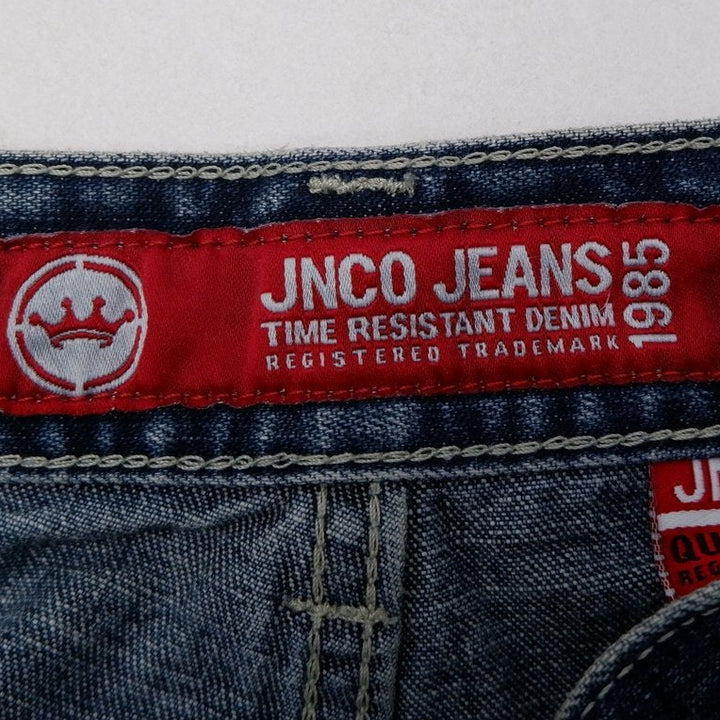 JNCO JEANS
TIME RESISTANT DENIM
REGISTERED TRADEMARK
1985